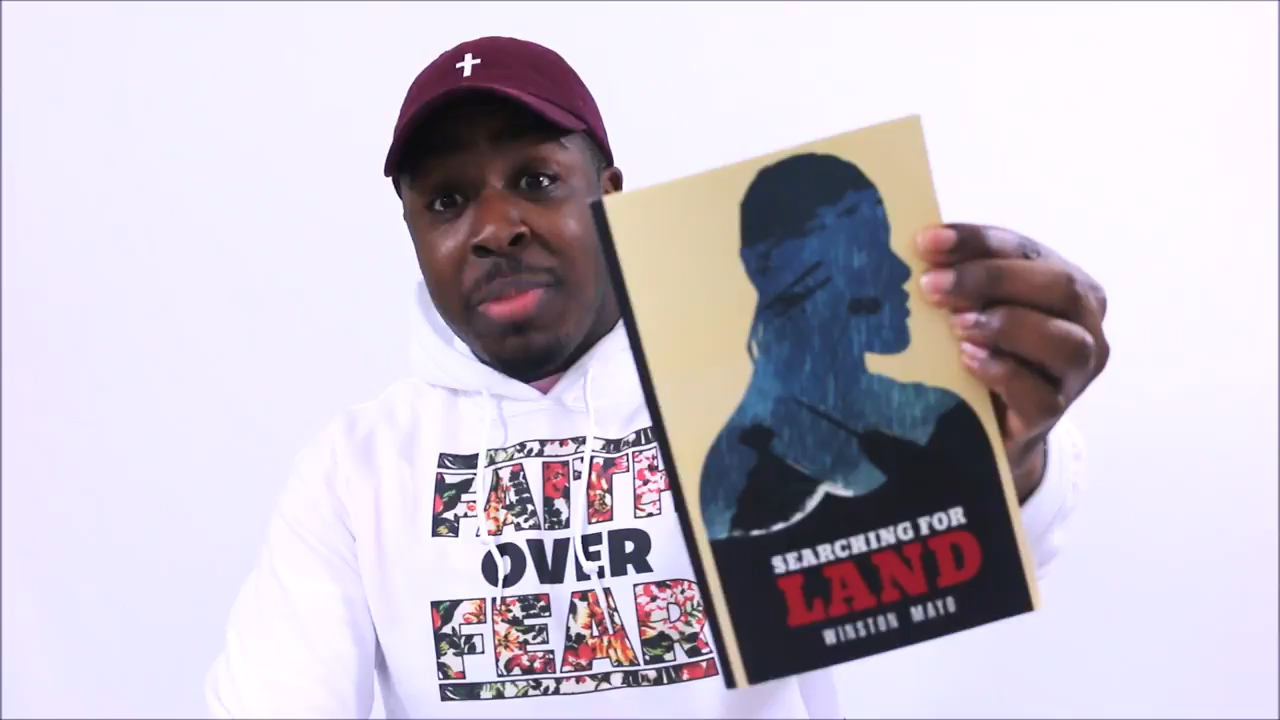 FAITH
OVER
FEAR
SEARCHING FOR
LAND
WINSTON MAYO